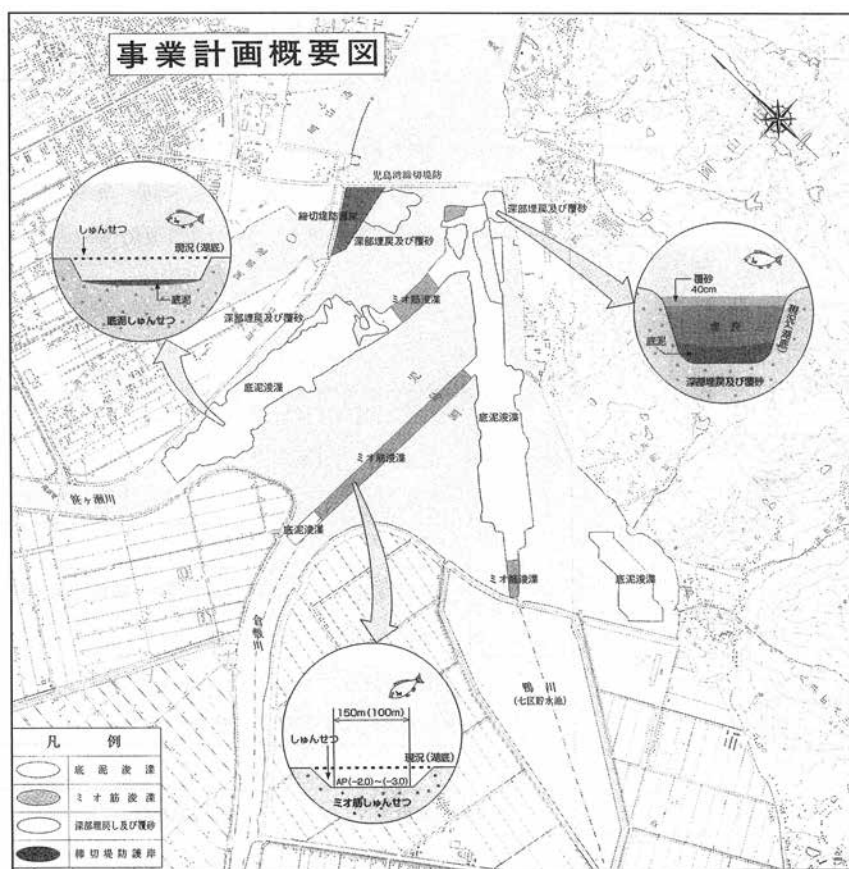 事業計画概要図
児島湾締切堤防
深部埋戻及び覆砂
深部埋戻及び覆砂
しゅんせつ
現況(湖底)
底泥
底泥しゅんせつ
深部埋戻及び覆砂
ミオ筋浚渫
覆砂
40cm
底泥
深部埋戻及び覆砂
底泥浚渫
底泥浚渫
ミオ筋浚渫
笹ヶ瀬川
底泥浚渫
ミオ筋浚渫
底泥浚渫
倉敷川
鴨川
(七区貯水池)
150m(100m)
しゅんせつ
現況(湖底)
AP(-2.0)~(-3.0)
ミオ筋しゅんせつ
凡 例
底泥浚渫
ミオ筋浚渫
深部埋戻し及び覆砂
締切堤防護岸